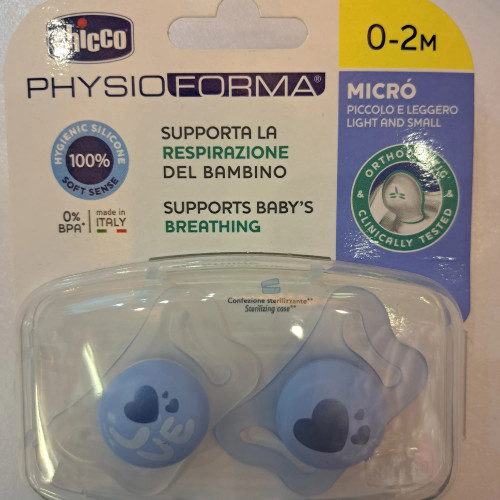 chicco
0-2M
PHYSIOFORMA®
MICRÓ
PICCOLO E LEGGERO
LIGHT AND SMALL
HYGIENIC SILICONE
100%
SOFT SENSE
SUPPORTA LA
RESPIRAZIONE
DEL BAMBINO
SUPPORTS BABY'S
BREATHING
0%
BPA*
made in
ITALY
CLINICALLY TESTED
Confezione sterilizzante**
Sterilizing case**
LOVE